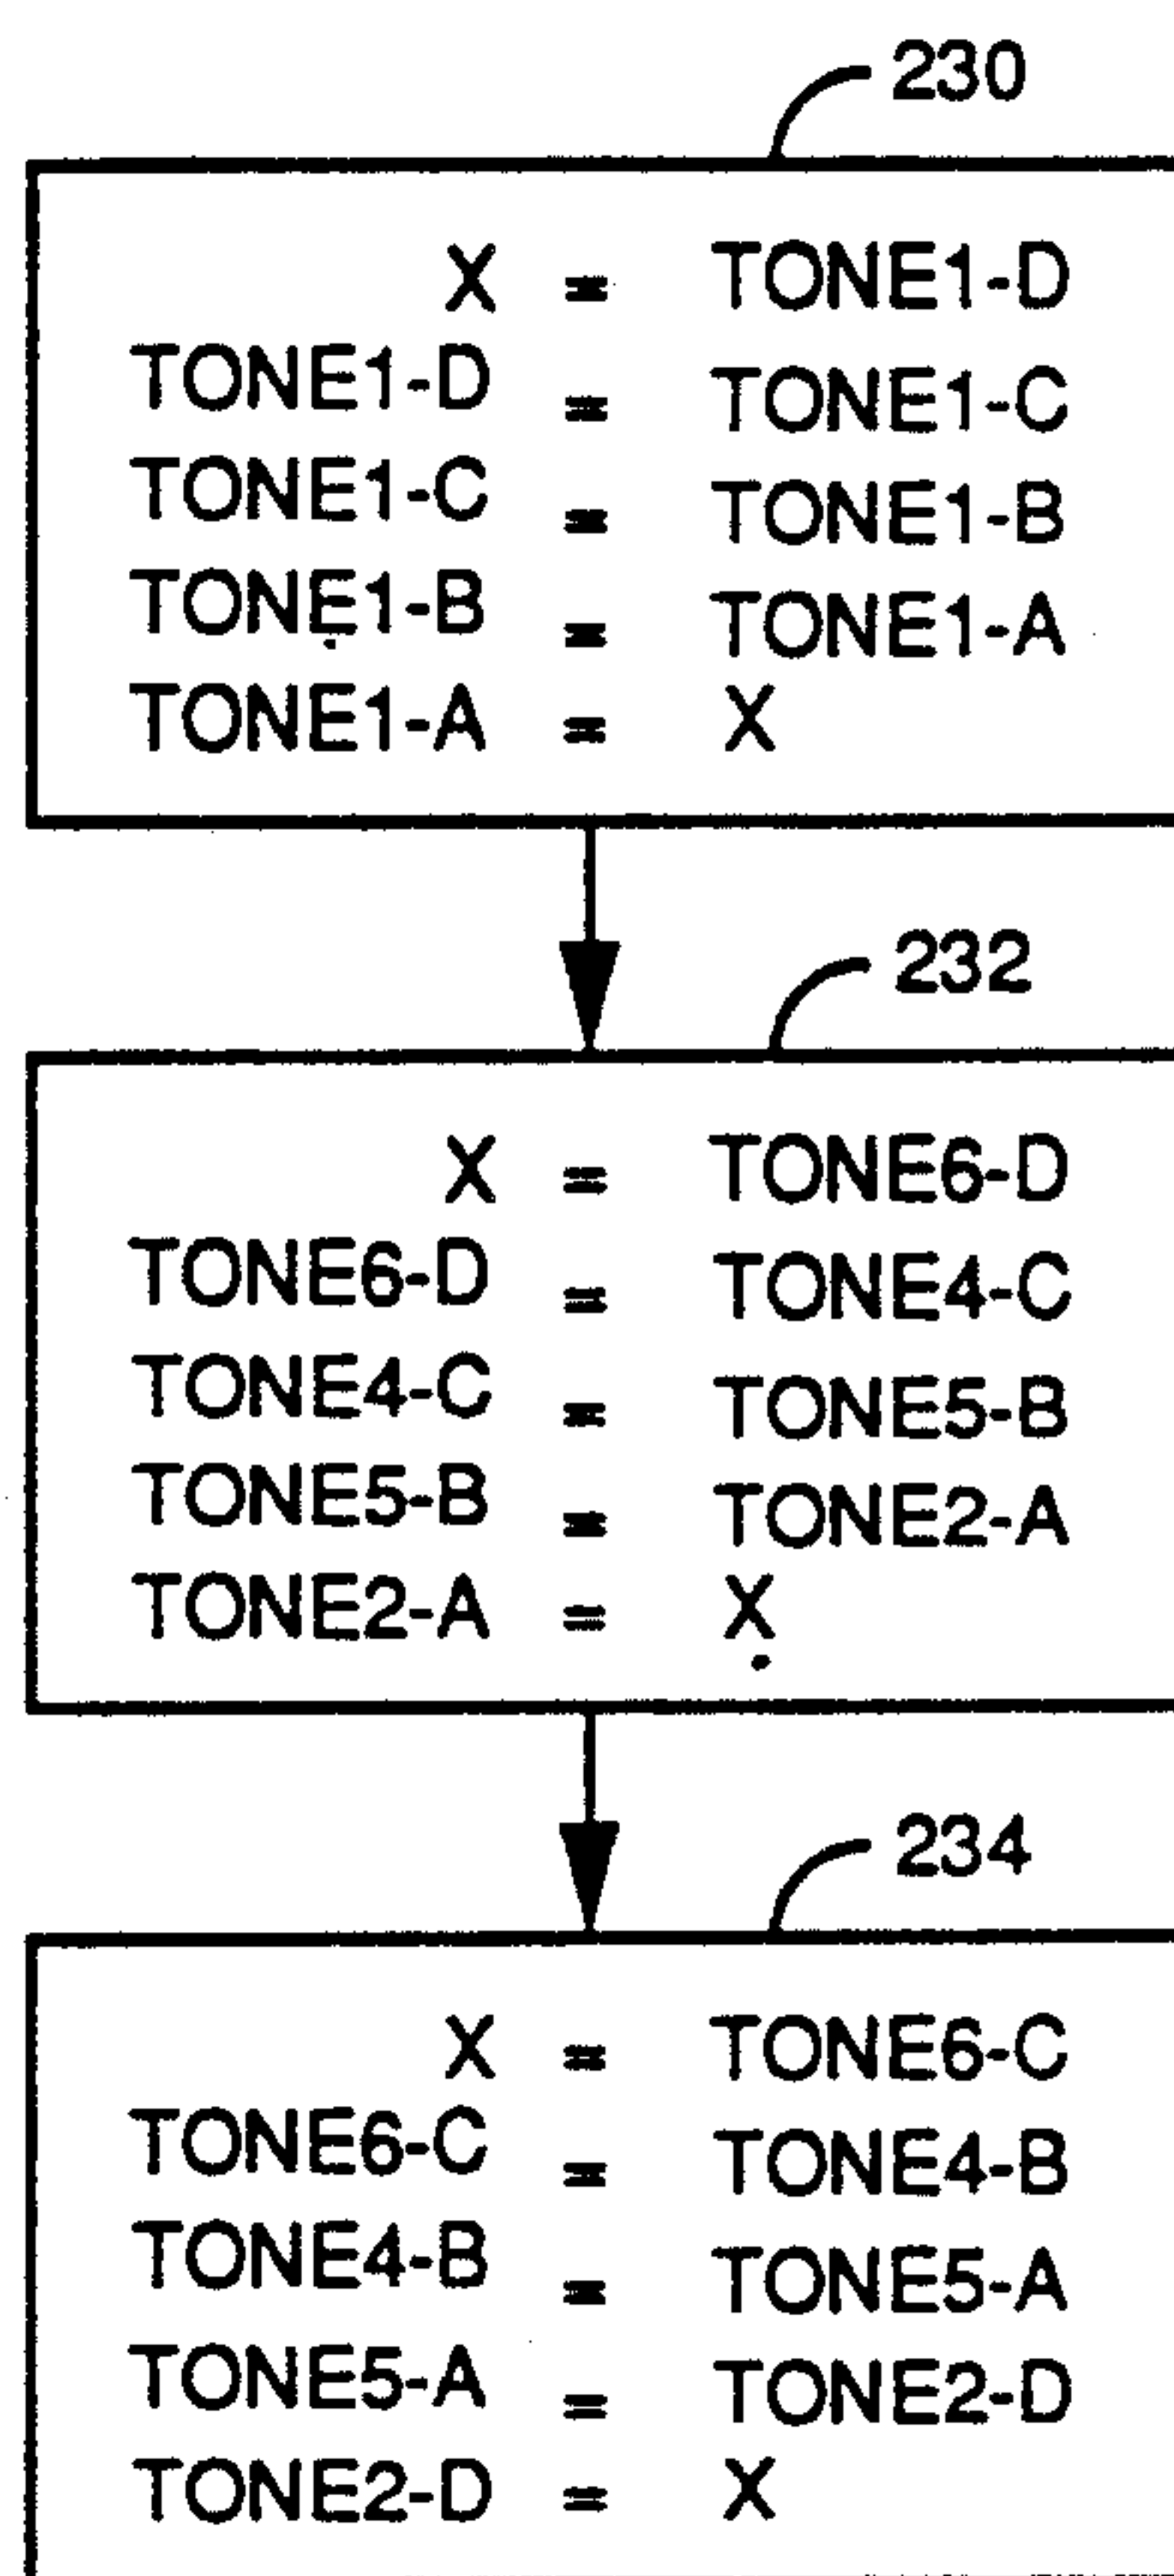 230
X = TONE1-D
TONE1-D = TONE1-C
TONE1-C = TONE1-B
TONE1-B = TONE1-A
TONE1-A = X
232
X = TONE6-D
TONE6-D = TONE4-C
TONE4-C = TONE5-B
TONE5-B = TONE2-A
TONE2-A = X
234
X = TONE6-C
TONE6-C = TONE4-B
TONE4-B = TONE5-A
TONE5-A = TONE2-D
TONE2-D = X